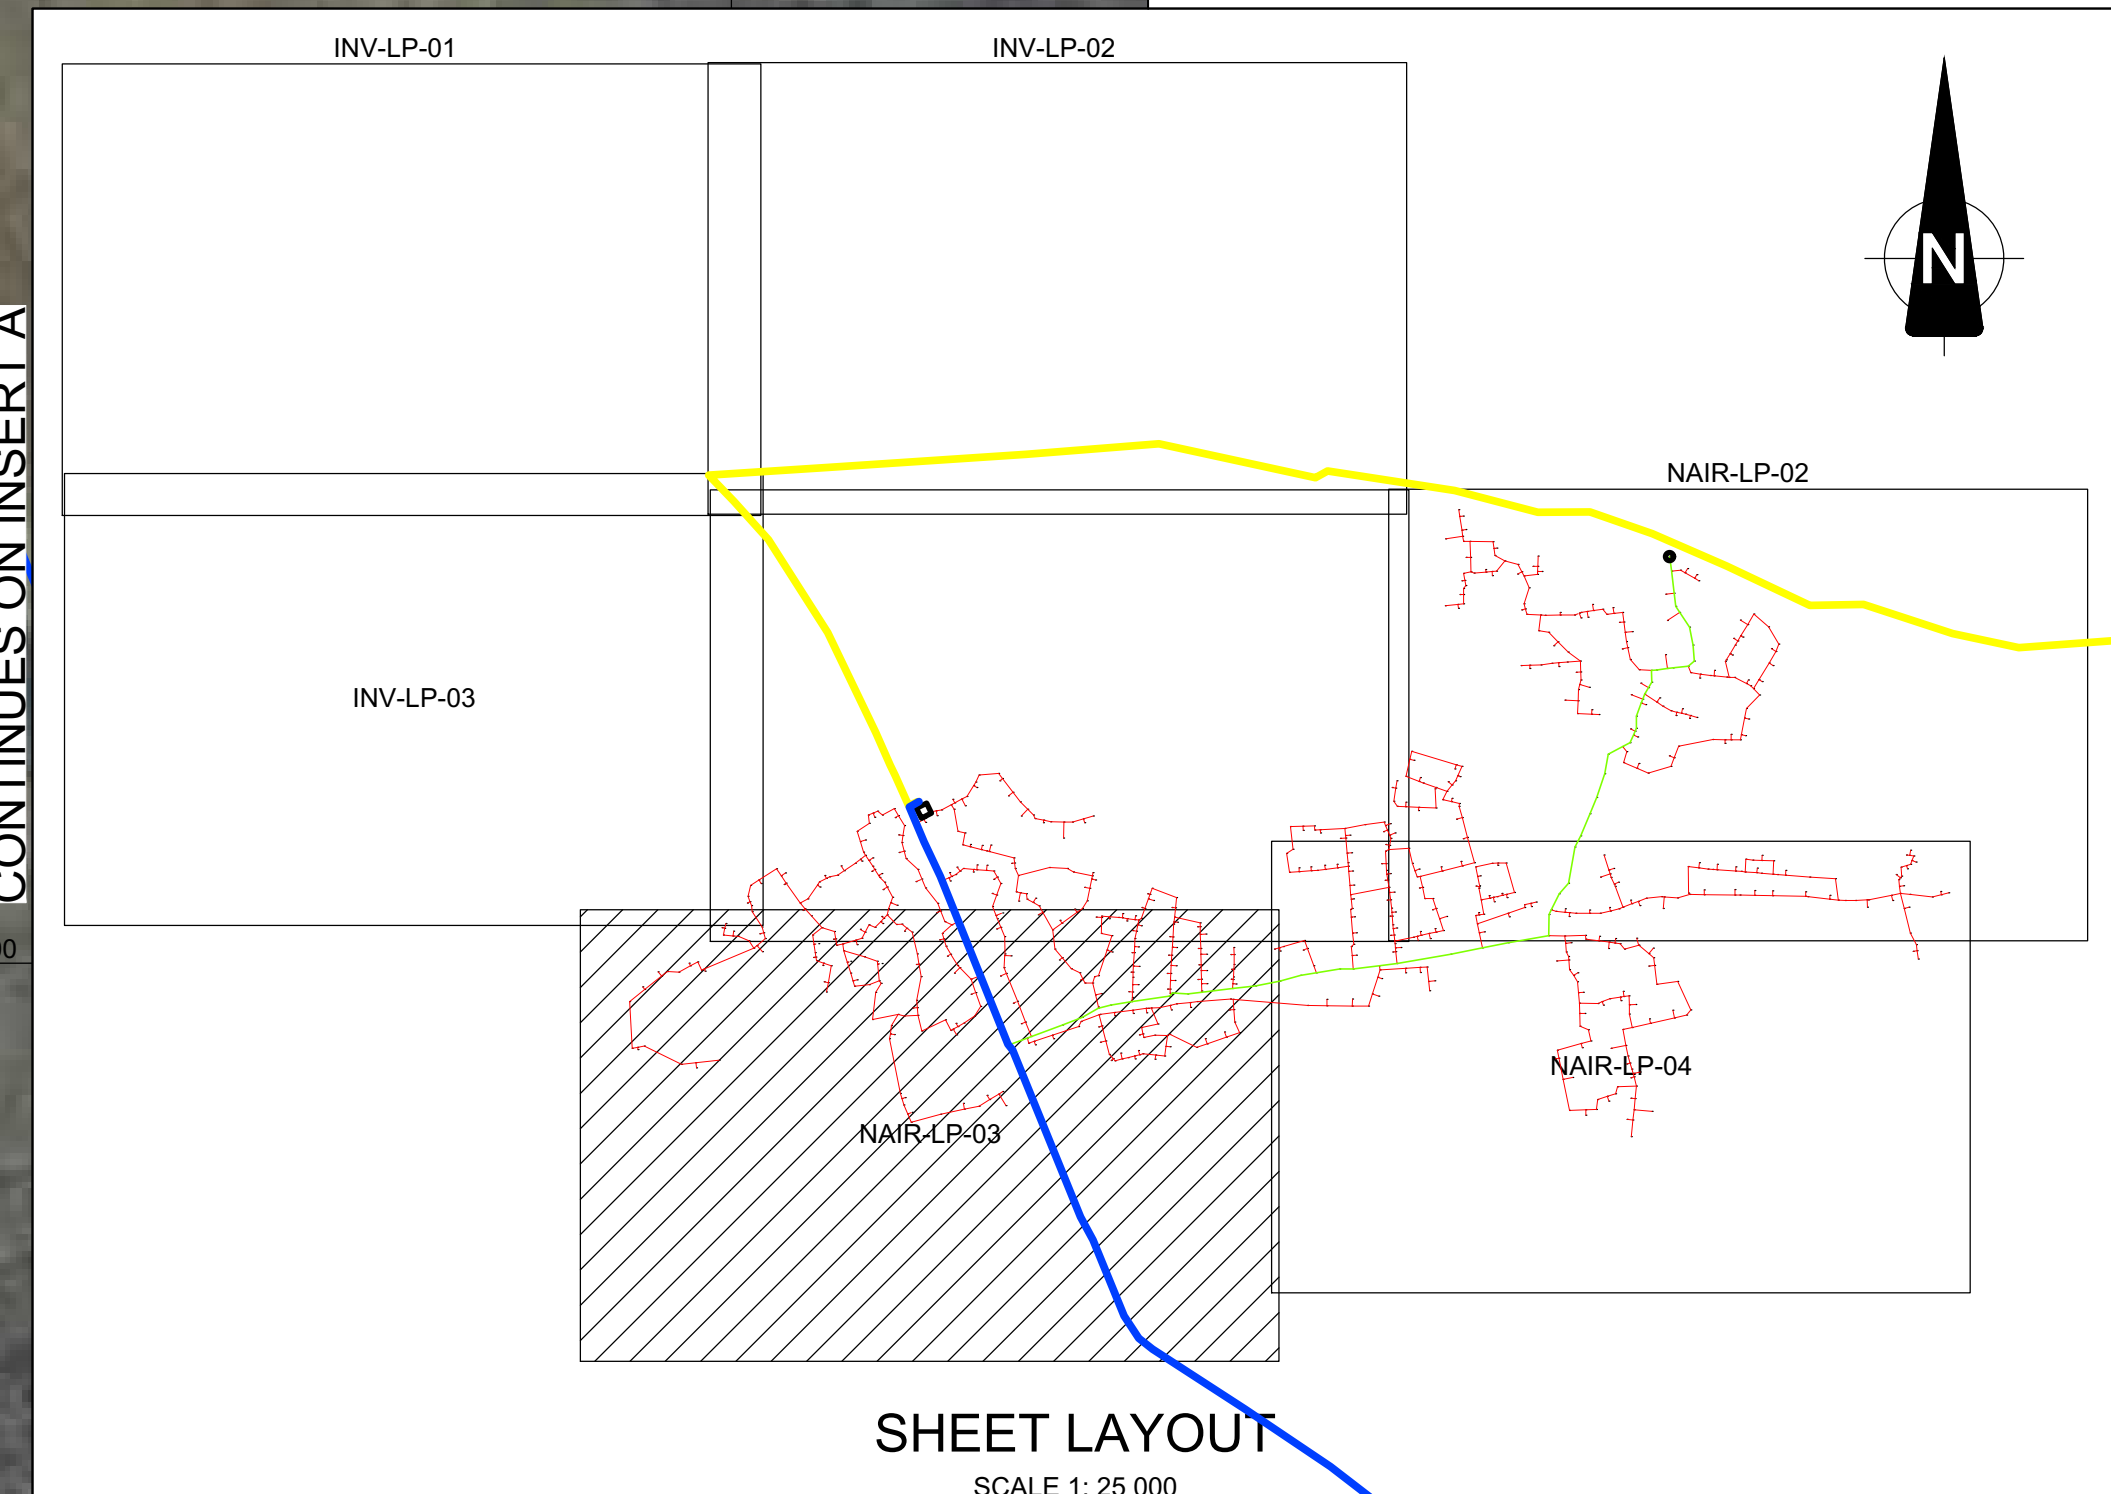 INV-LP-01
INV-LP-02
N
CONTINUES ON INSERT A
NAIR-LP-02
INV-LP-03
NAIR-LP-04
NAIR-LP-03
SHEET LAYOUT
SCALE 1: 25 000